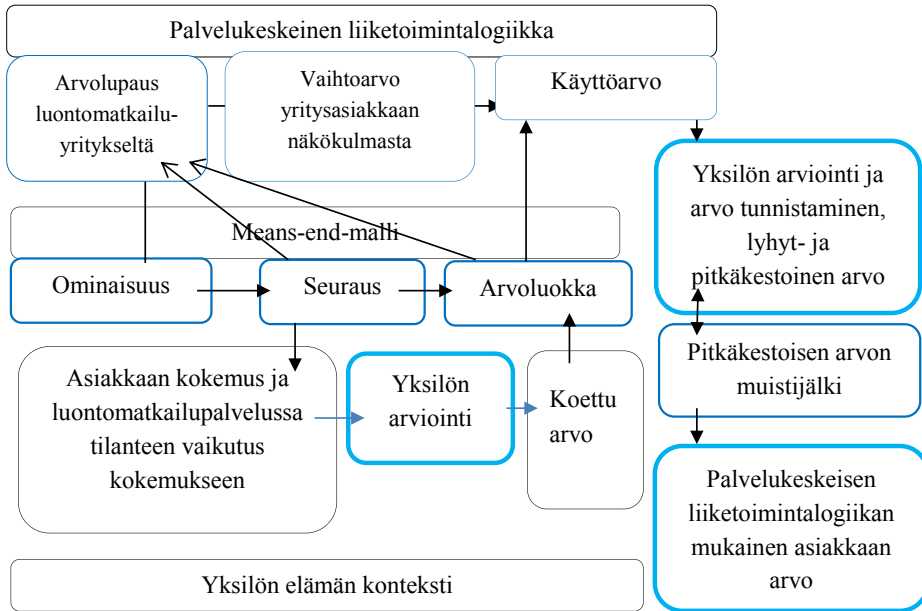 Palvelukeskeinen liiketoimintalogiikka
Arvolupaus
luontomatkailu-
yritykseltä
Vaihtoarvo
yritysasiakkaan
näkökulmasta
Käyttöarvo
Yksilön arviointi ja
arvo tunnistaminen,
lyhyt- ja
pitkäkestoinen arvo
Means-end-malli
Ominaisuus
Seuraus
Arvoluokka
Pitkäkestoisen arvon
muistijälki
Asiakkaan kokemus ja
luontomatkailupalvelussa
tilanteen vaikutus
kokemukseen
Yksilön
arviointi
Koettu
arvo
Palvelukeskeisen
liiketoimintalogiikan
mukainen asiakkaan
arvo
Yksilön elämän konteksti